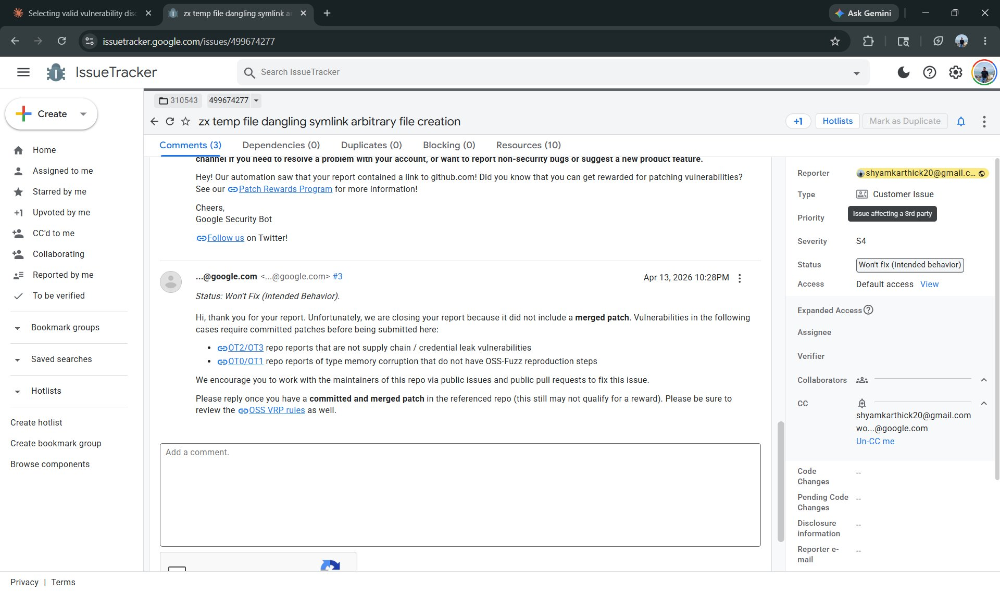 Selecting valid vulnerability disc
zx temp file dangling symlink ar
Ask Gemini
issuetracker.google.com/issues/499674277
IssueTracker
Search IssueTracker
Create
310543
499674277
zx temp file dangling symlink arbitrary file creation
+1
Hotlists
Mark as Duplicate
Comments (3)
Dependencies (0)
Duplicates (0)
Blocking (0)
Resources (10)
Home
Assigned to me
Starred by me
+1 Upvoted by me
CC'd to me
Collaborating
Reported by me
To be verified
Bookmark groups
Saved searches
Hotlists
Create hotlist
Create bookmark group
Browse components
channel if you need to resolve a problem with your account, or want to report non-security bugs or suggest a new product feature.
Hey! Our automation saw that your report contained a link to github.com! Did you know that you can get rewarded for patching vulnerabilities?
See our Patch Rewards Program for more information!
Cheers,
Google Security Bot
Follow us on Twitter!
...@google.com <...@google.com> #3
Apr 13, 2026 10:28PM
Status: Won't Fix (Intended Behavior).
Hi, thank you for your report. Unfortunately, we are closing your report because it did not include a merged patch. Vulnerabilities in the following
cases require committed patches before being submitted here:
• OT2/OT3 repo reports that are not supply chain / credential leak vulnerabilities
• OT0/OT1 repo reports of type memory corruption that do not have OSS-Fuzz reproduction steps
We encourage you to work with the maintainers of this repo via public issues and public pull requests to fix this issue.
Please reply once you have a committed and merged patch in the referenced repo (this still may not qualify for a reward). Please be sure to
review the OSS VRP rules as well.
Add a comment.
Reporter
shyamkarthick20@gmail.c...
Type
Customer Issue
Issue affecting a 3rd party
Priority
Severity
S4
Status
Won't fix (Intended behavior)
Access
Default access View
Expanded Access
Assignee
Verifier
Collaborators
CC
shyamkarthick20@gmail.com
wo...@google.com
Un-CC me
Code
Changes
--
Pending Code
Changes
--
Disclosure
information
--
Reporter e-
mail
--
Privacy | Terms